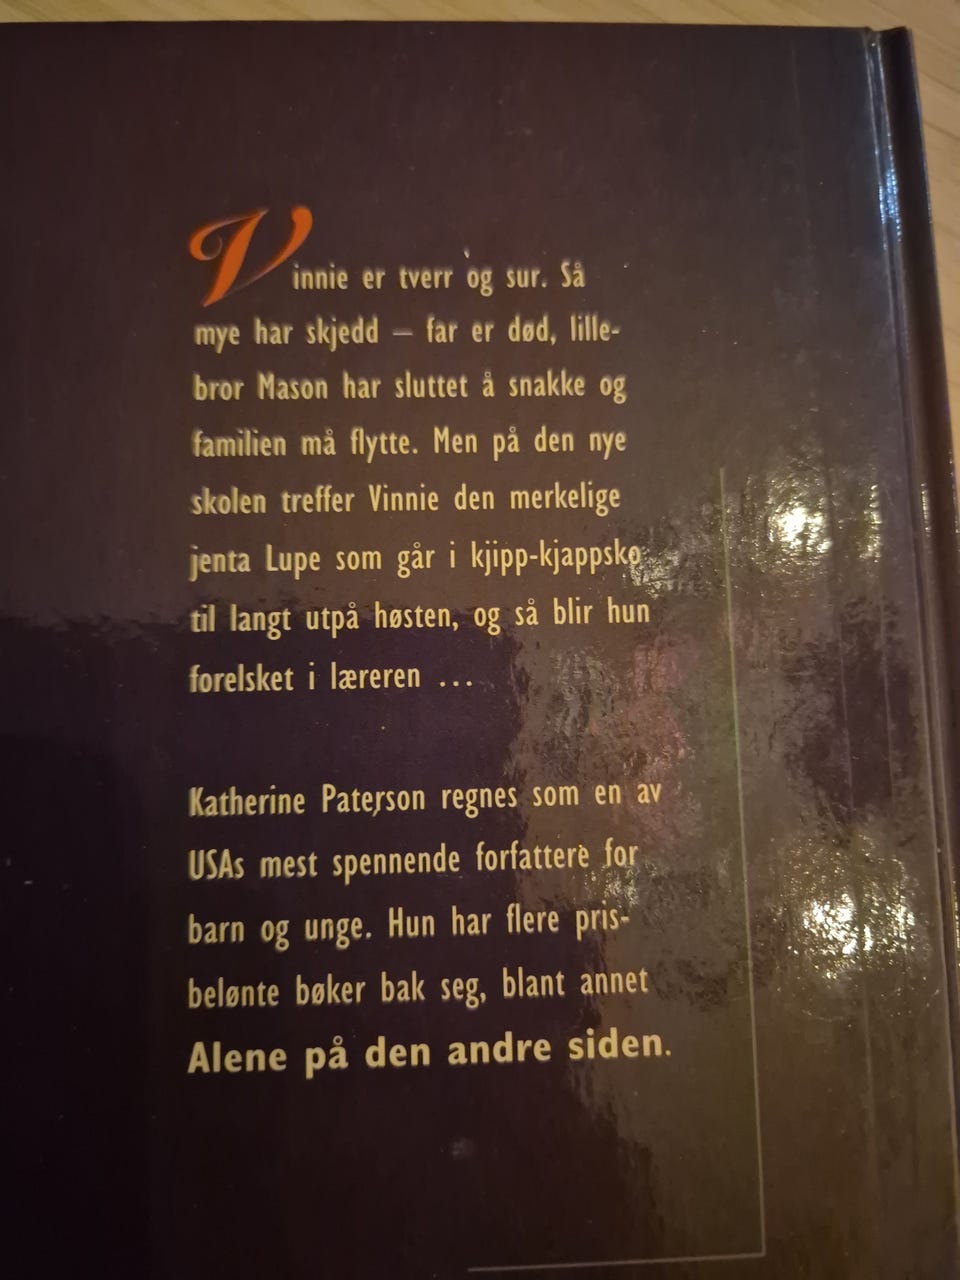 Vinnie er tverr og sur. Så
mye har skjedd – far er død, lille-
bror Mason har sluttet å snakke og
familien må flytte. Men på den nye
skolen treffer Vinnie den merkelige
jenta Lupe som går i kjipp-kjappsko
til langt utpå høsten, og så blir hun
forelsket i læreren ...
Katherine Paterson regnes som en av
USAs mest spennende forfattere for
barn og unge. Hun har flere pris-
belønte bøker bak seg, blant annet
Alene på den andre siden.